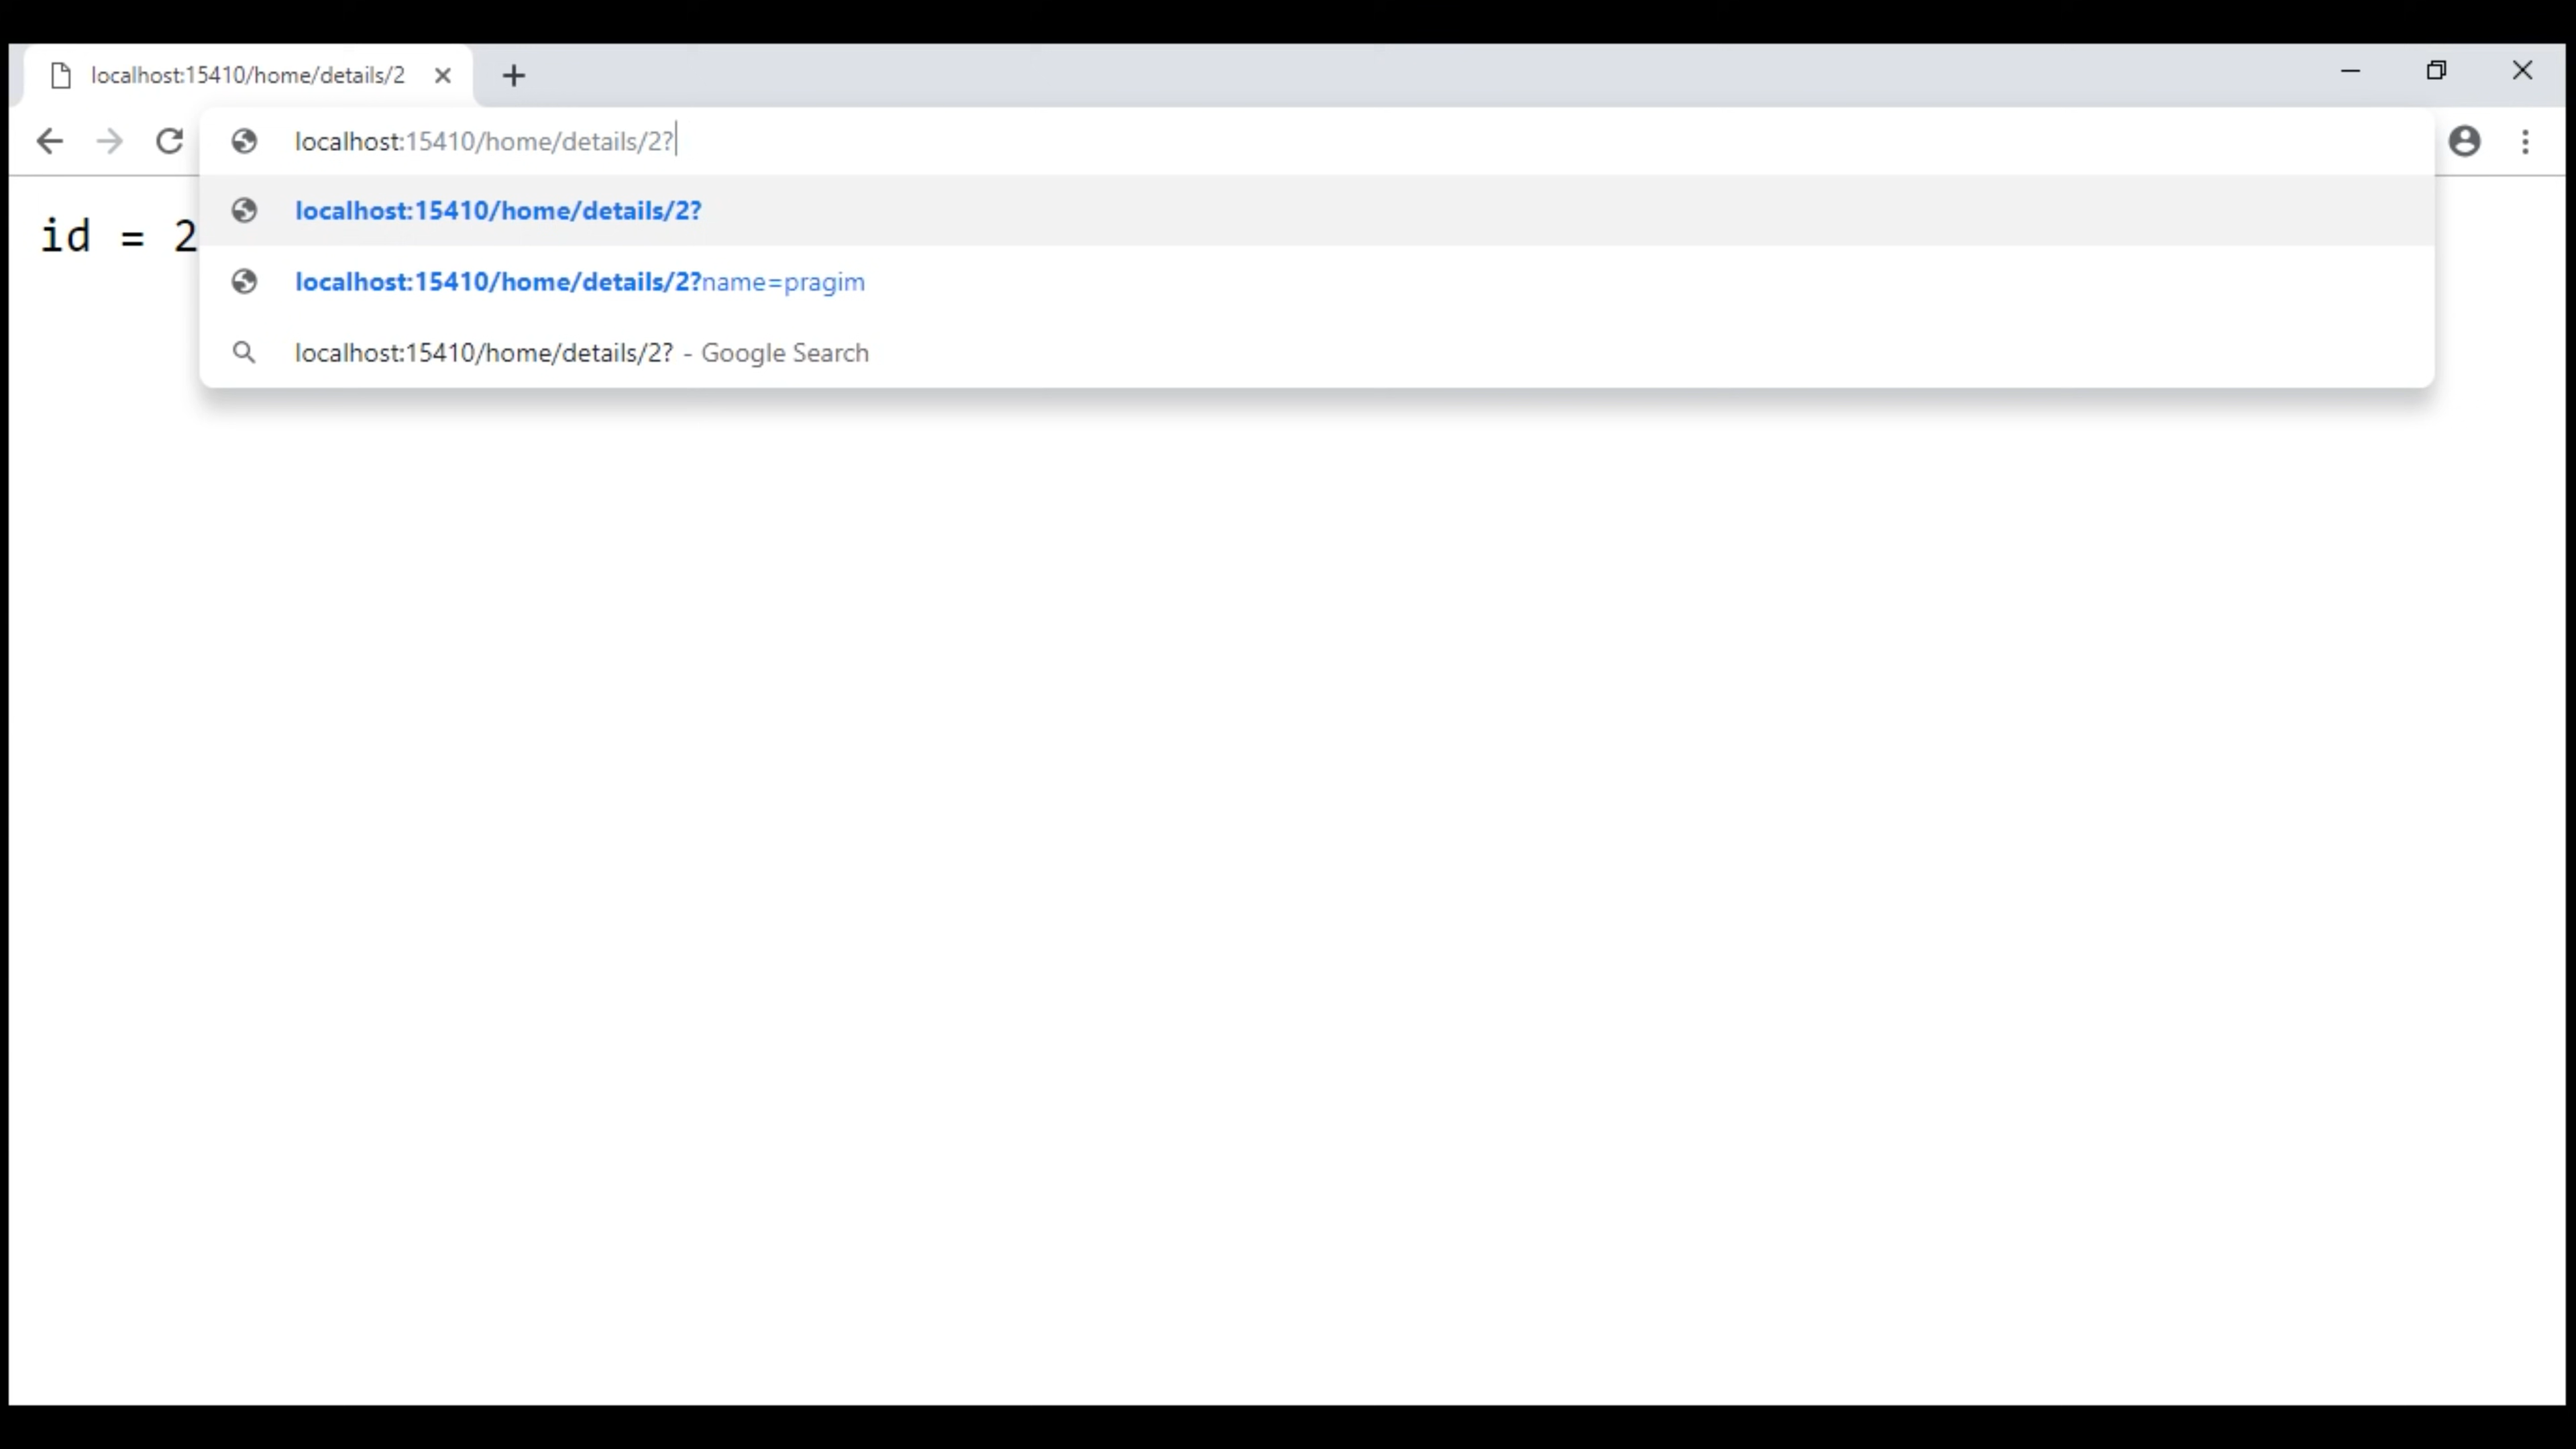 localhost:15410/home/details/2
localhost:15410/home/details/2?
localhost:15410/home/details/2?
id = 2
localhost:15410/home/details/2?name=pragim
localhost:15410/home/details/2? - Google Search